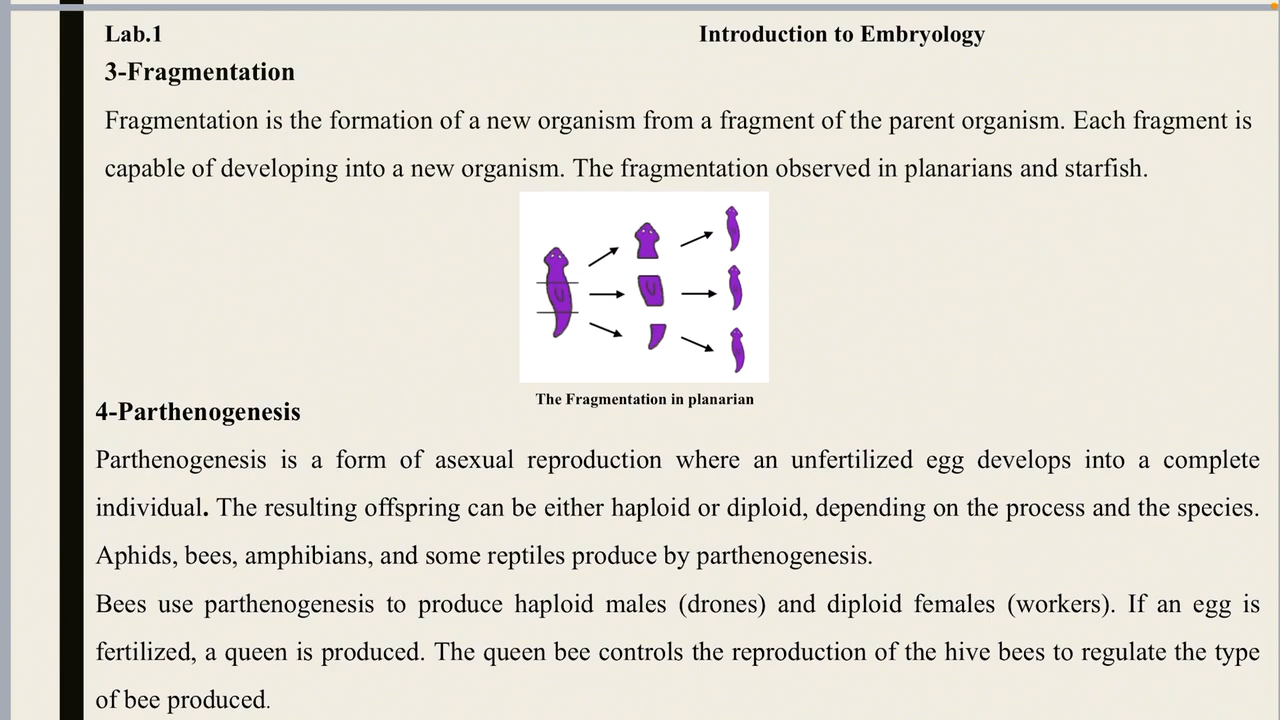 Lab.1 Introduction to Embryology
3-Fragmentation
Fragmentation is the formation of a new organism from a fragment of the parent organism. Each fragment is
capable of developing into a new organism. The fragmentation observed in planarians and starfish.
The Fragmentation in planarian
4-Parthenogenesis
Parthenogenesis is a form of asexual reproduction where an unfertilized egg develops into a complete
individual. The resulting offspring can be either haploid or diploid, depending on the process and the species.
Aphids, bees, amphibians, and some reptiles produce by parthenogenesis.
Bees use parthenogenesis to produce haploid males (drones) and diploid females (workers). If an egg is
fertilized, a queen is produced. The queen bee controls the reproduction of the hive bees to regulate the type
of bee produced.